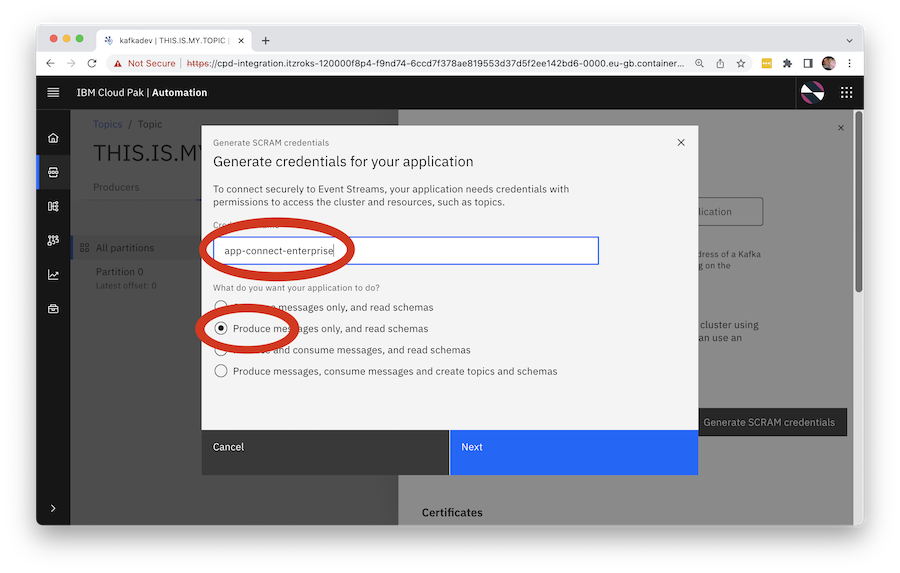 kafkadev | THIS.IS.MY.TOPIC |
Not Secure | https://cpd-integration.itzroks-120000f8p4-f9nd74-6ccd7f378ae819553d37d5f2ee142bd6-0000.eu-gb.container...
IBM Cloud Pak | Automation
Topics / Topic
THIS.IS.MY
Producers
All partitions
Partition 0
Latest offset: 0
Generate SCRAM credentials
Generate credentials for your application
To connect securely to Event Streams, your application needs credentials with
permissions to access the cluster and resources, such as topics.
app-connect-enterprise
What do you want your application to do?
messages only, and read schemas
Produce messages only, and read schemas
and consume messages, and read schemas
Produce messages, consume messages and create topics and schemas
Cancel
Next
lication
dress of a Kafka
ng on the
cluster using
an use an
Generate SCRAM credentials
Certificates